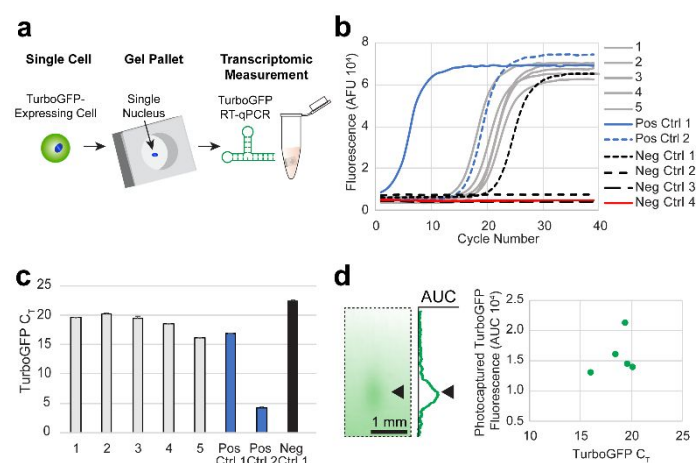 a
Single Cell
Gel Pallet
Transcriptomic
Measurement
TurboGFP-
Expressing Cell
Single
Nucleus
TurboGFP
RT-qPCR
b
Fluorescence (AFU 10⁴)
8
6
4
2
0
0
10
20
30
40
Cycle Number
1
2
3
4
5
Pos Ctrl 1
Pos Ctrl 2
Neg Ctrl 1
Neg Ctrl 2
Neg Ctrl 3
Neg Ctrl 4
c
TurboGFP C_T
25
20
15
10
5
0
1
2
3
4
5
Pos
Ctrl 1
Pos
Ctrl 2
Neg
Ctrl 1
d
AUC
1 mm
Photocaptured TurboGFP
Fluorescence (AUC 10⁴)
2.5
2.0
1.5
1.0
0.5
10
15
20
25
TurboGFP C_T